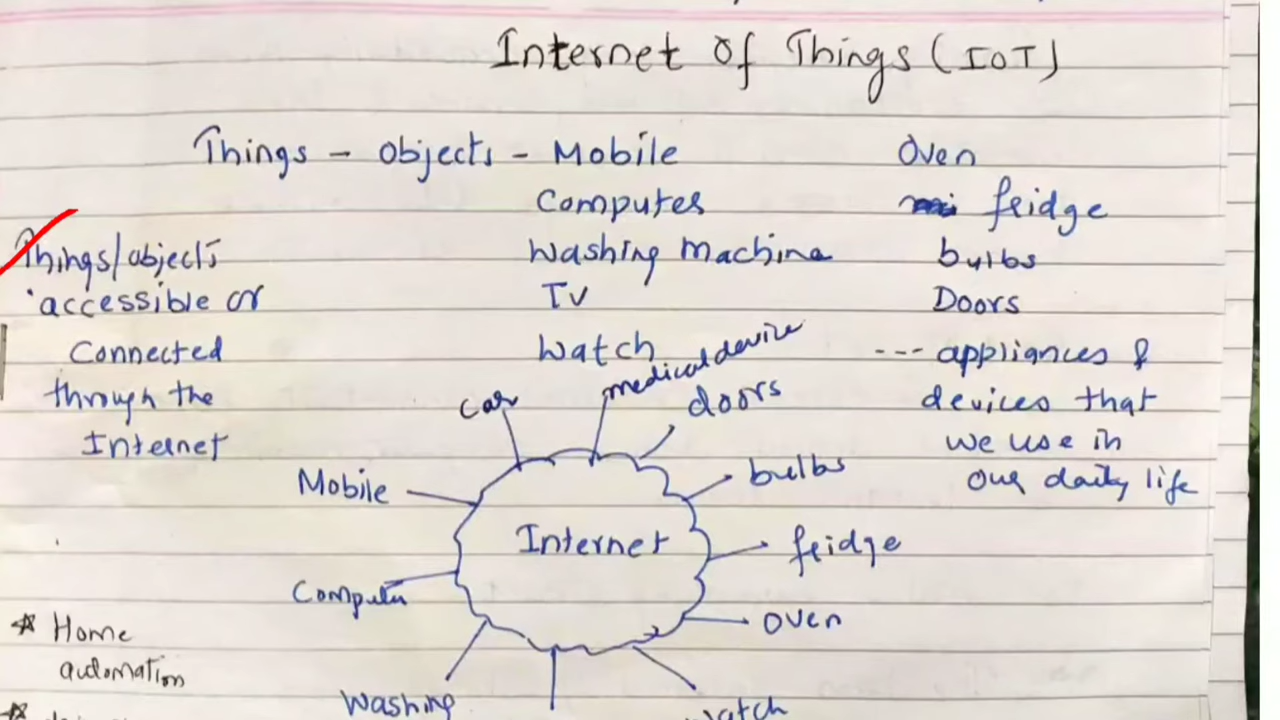 Internet Of Things (IOT)
Things - Objects - Mobile Oven
Computes fridge
Things/objects Washing Machine bulbs
accessible or TV Doors
Connected Watch --- appliances &
through the devices that
Internet we use in
our daily life
medical device
car doors
Mobile bulbs
Internet fridge
Computer
oven
* Home
automation
Washing